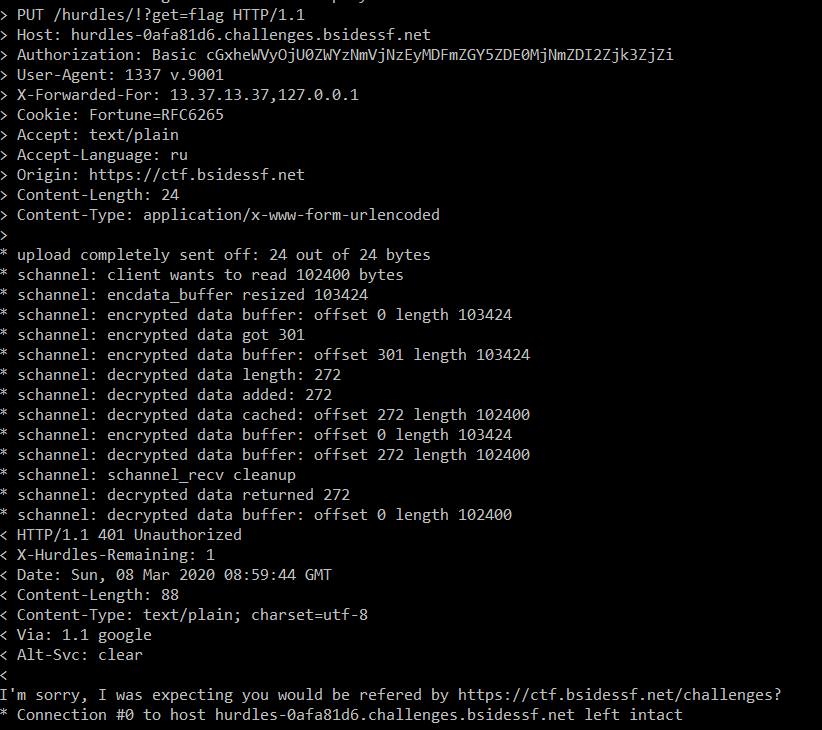 > PUT /hurdles/!?get=flag HTTP/1.1
> Host: hurdles-0afa81d6.challenges.bsidessf.net
> Authorization: Basic cGxheWVyOjU0ZWYzNmVjNzEyMDFmZGY5ZDE0MjNmZDI2Zjk3ZjZi
> User-Agent: 1337 v.9001
> X-Forwarded-For: 13.37.13.37,127.0.0.1
> Cookie: Fortune=RFC6265
> Accept: text/plain
> Accept-Language: ru
> Origin: https://ctf.bsidessf.net
> Content-Length: 24
> Content-Type: application/x-www-form-urlencoded
>
* upload completely sent off: 24 out of 24 bytes
* schannel: client wants to read 102400 bytes
* schannel: encdata_buffer resized 103424
* schannel: encrypted data buffer: offset 0 length 103424
* schannel: encrypted data got 301
* schannel: encrypted data buffer: offset 301 length 103424
* schannel: decrypted data length: 272
* schannel: decrypted data added: 272
* schannel: decrypted data cached: offset 272 length 102400
* schannel: encrypted data buffer: offset 0 length 103424
* schannel: decrypted data buffer: offset 272 length 102400
* schannel: schannel_recv cleanup
* schannel: decrypted data returned 272
* schannel: decrypted data buffer: offset 0 length 102400
< HTTP/1.1 401 Unauthorized
< X-Hurdles-Remaining: 1
< Date: Sun, 08 Mar 2020 08:59:44 GMT
< Content-Length: 88
< Content-Type: text/plain; charset=utf-8
< Via: 1.1 google
< Alt-Svc: clear
<
I'm sorry, I was expecting you would be refered by https://ctf.bsidessf.net/challenges?
* Connection #0 to host hurdles-0afa81d6.challenges.bsidessf.net left intact